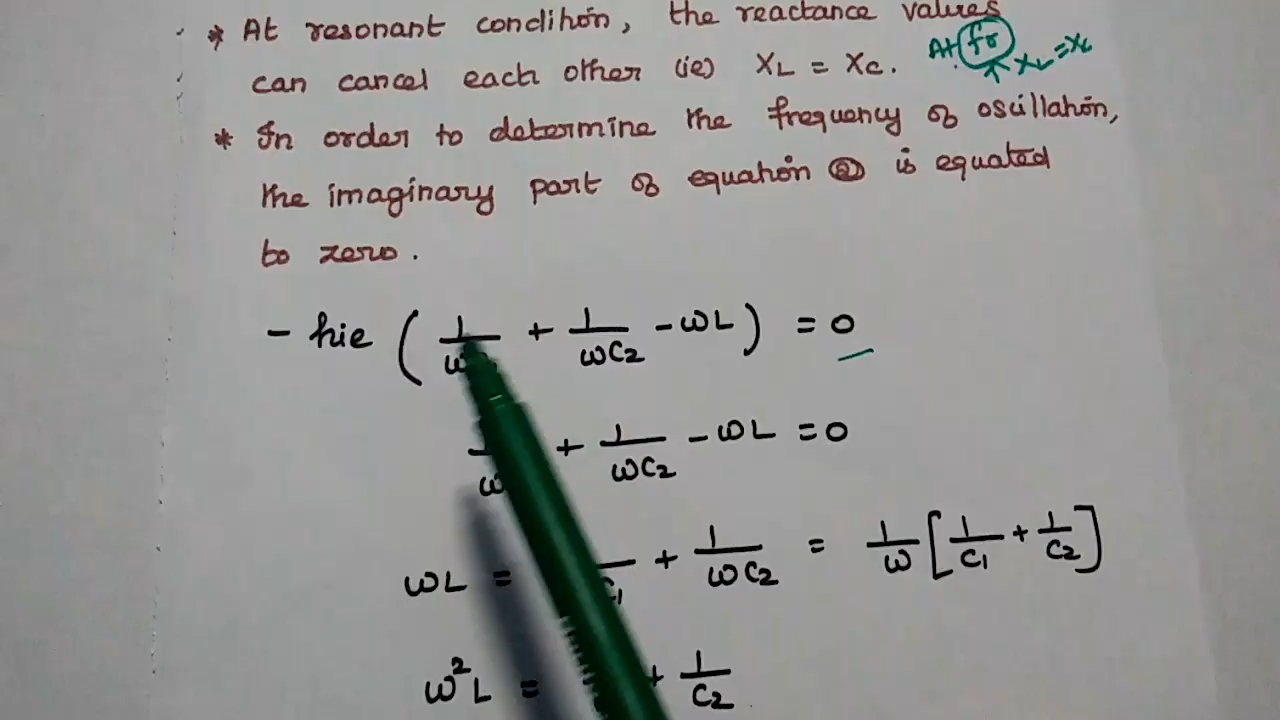 * At resonant condition, the reactance values
can cancel each other (ie) XL = XC.
At fr XL = XC
* In order to determine the frequency of oscillation,
the imaginary part of equation ② is equated
to zero.
- hie ( 1/ω + 1/ωC2 - ωL ) = 0
1/ω + 1/ωC2 - ωL = 0
ωL = /C1 + 1/ωC2 = 1/ω [ 1/C1 + 1/C2 ]
ω²L = + 1/C2